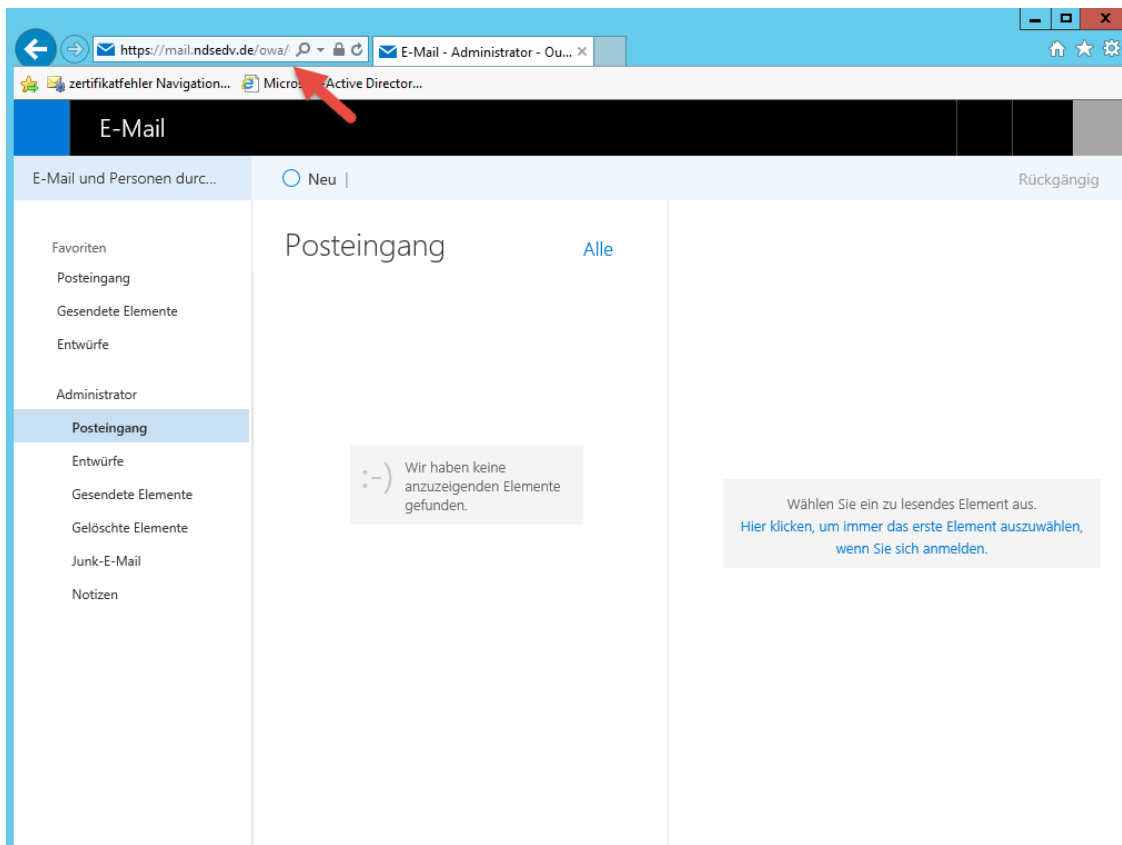 https://mail.ndsedv.de/owa/
E-Mail - Administrator - Ou...
zertifikatfehler Navigation...
Active Director...
E-Mail
E-Mail und Personen durc...
Neu
Rückgängig
Favoriten
Posteingang
Gesendete Elemente
Entwürfe
Administrator
Posteingang
Entwürfe
Gesendete Elemente
Gelöschte Elemente
Junk-E-Mail
Notizen
Posteingang
Alle
:-)
Wir haben keine
anzuzeigenden Elemente
gefunden.
Wählen Sie ein zu lesendes Element aus.
Hier klicken, um immer das erste Element auszuwählen,
wenn Sie sich anmelden.